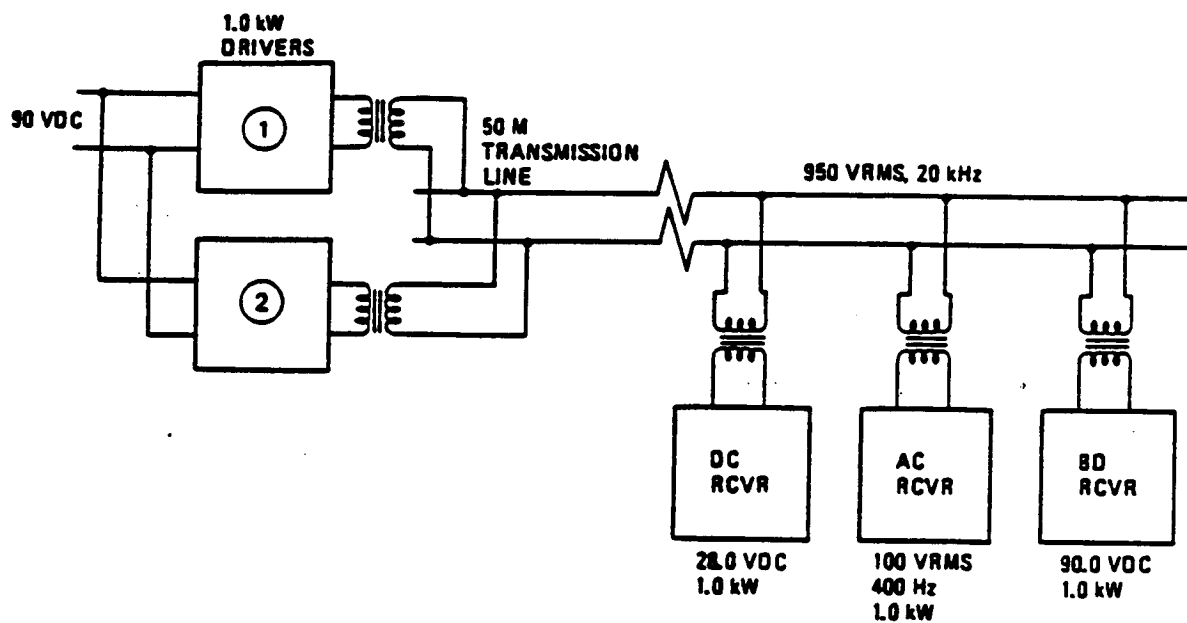 1.0 kW
DRIVERS
90 VDC
1
50 M
TRANSMISSION
LINE
950 VRMS, 20 kHz
2
DC
RCVR
AC
RCVR
BD
RCVR
28.0 VDC
1.0 kW
100 VRMS
400 Hz
1.0 kW
90.0 VDC
1.0 kW